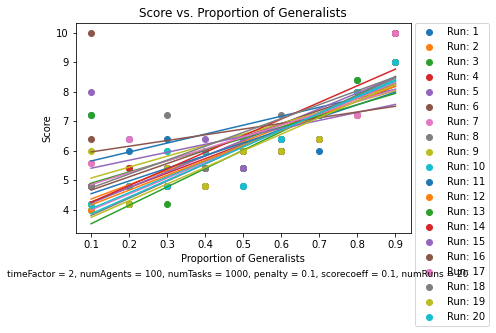 Score vs. Proportion of Generalists
10
9
8
7
6
5
4
Score
0.1 0.2 0.3 0.4 0.5 0.6 0.7 0.8 0.9
Proportion of Generalists
timeFactor = 2, numAgents = 100, numTasks = 1000, penalty = 0.1, scorecoeff = 0.1, numRuns = 20
Run: 1
Run: 2
Run: 3
Run: 4
Run: 5
Run: 6
Run: 7
Run: 8
Run: 9
Run: 10
Run: 11
Run: 12
Run: 13
Run: 14
Run: 15
Run: 16
Run: 17
Run: 18
Run: 19
Run: 20